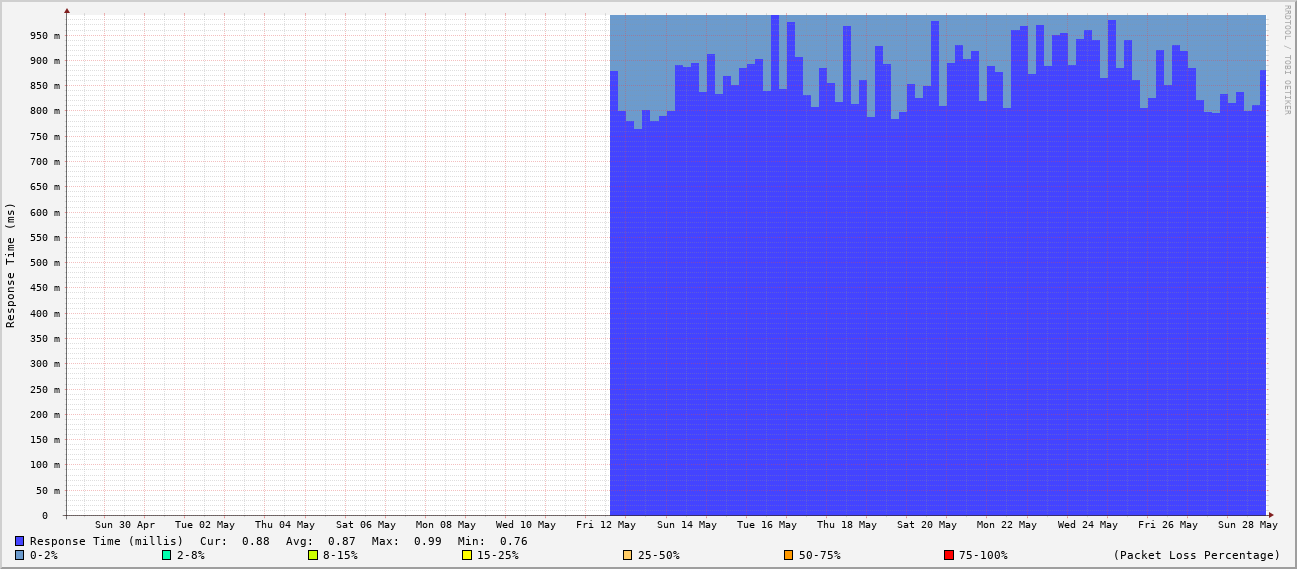 RRDTOOL / TOBI OETIKER
Response Time (ms)
950 m
900 m
850 m
800 m
750 m
700 m
650 m
600 m
550 m
500 m
450 m
400 m
350 m
300 m
250 m
200 m
150 m
100 m
50 m
0
Sun 30 Apr Tue 02 May Thu 04 May Sat 06 May Mon 08 May Wed 10 May Fri 12 May Sun 14 May Tue 16 May Thu 18 May Sat 20 May Mon 22 May Wed 24 May Fri 26 May Sun 28 May
Response Time (millis) Cur: 0.88 Avg: 0.87 Max: 0.99 Min: 0.76
0-2% 2-8% 8-15% 15-25% 25-50% 50-75% 75-100% (Packet Loss Percentage)